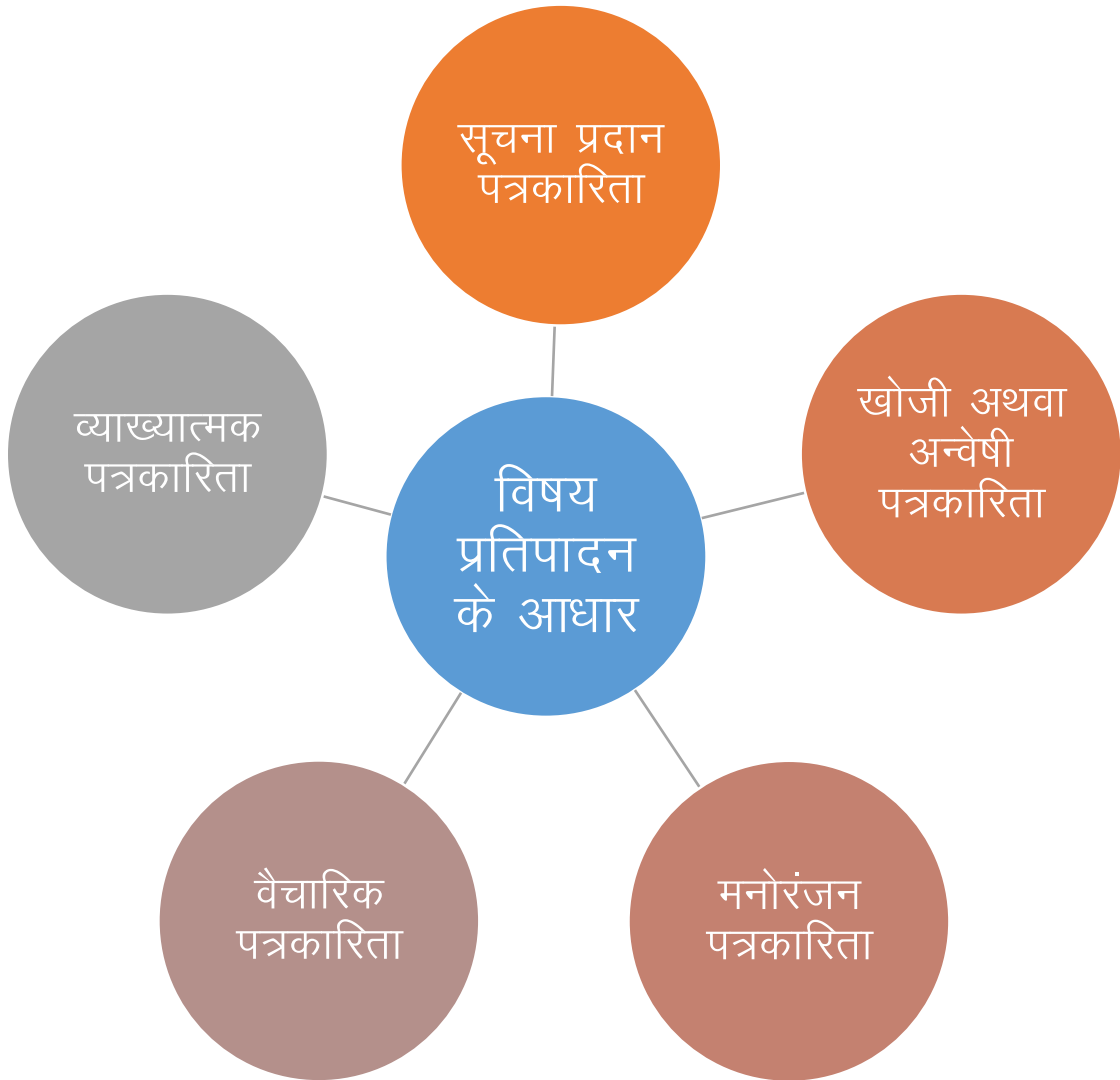 सूचना प्रदान
पत्रकारिता
खोजी अथवा
अन्वेषी
पत्रकारिता
व्याख्यात्मक
पत्रकारिता
विषय
प्रतिपादन
के आधार
वैचारिक
पत्रकारिता
मनोरंजन
पत्रकारिता